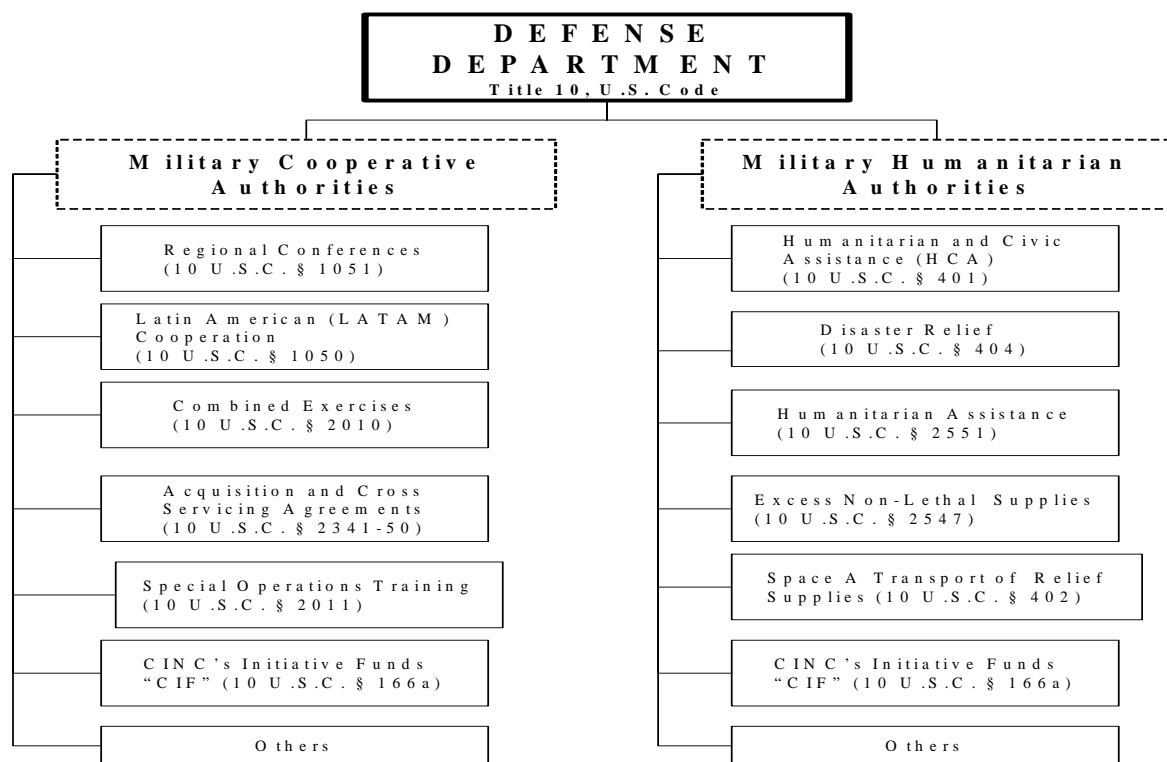 DEFENSE
DEPARTMENT
Title 10, U.S. Code
Military Cooperative
Authorities
Regional Conferences
(10 U.S.C. § 1051)
Latin American (LATAM)
Cooperation
(10 U.S.C. § 1050)
Combined Exercises
(10 U.S.C. § 2010)
Acquisition and Cross
Servicing Agreements
(10 U.S.C. § 2341-50)
Special Operations Training
(10 U.S.C. § 2011)
CINC’s Initiative Funds
“CIF” (10 U.S.C. § 166a)
Others
Military Humanitarian
Authorities
Humanitarian and Civic
Assistance (HCA)
(10 U.S.C. § 401)
Disaster Relief
(10 U.S.C. § 404)
Humanitarian Assistance
(10 U.S.C. § 2551)
Excess Non-Lethal Supplies
(10 U.S.C. § 2547)
Space A Transport of Relief
Supplies (10 U.S.C. § 402)
CINC’s Initiative Funds
“CIF” (10 U.S.C. § 166a)
Others